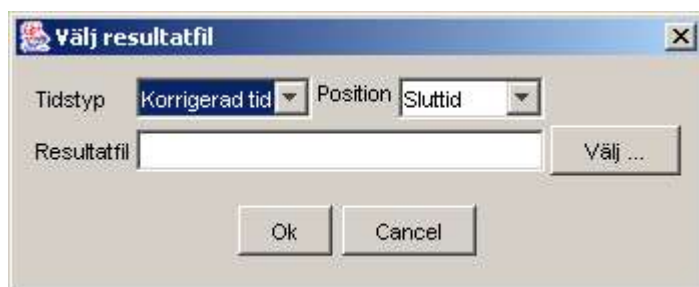 Välj resultatfil
Tidstyp Korrigerad tid Position Sluttid
Resultatfil Välj ...
Ok Cancel